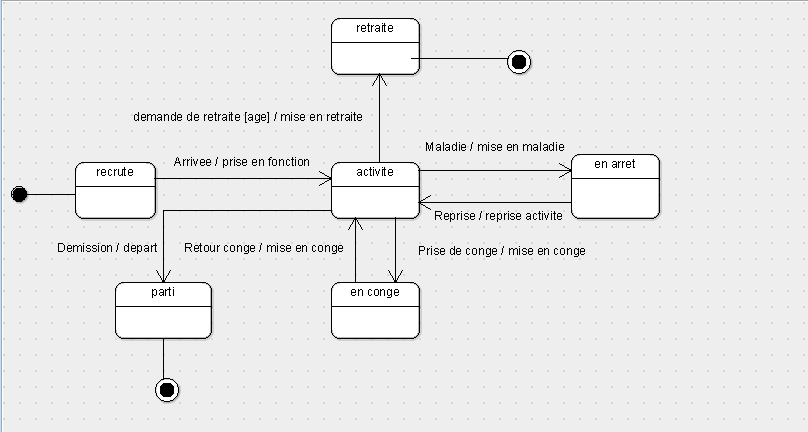 retraite
demande de retraite [age] / mise en retraite
Maladie / mise en maladie
Arrivee / prise en fonction
recrute
activite
en arret
Reprise / reprise activite
Demission / depart
Retour conge / mise en conge
Prise de conge / mise en conge
parti
en conge